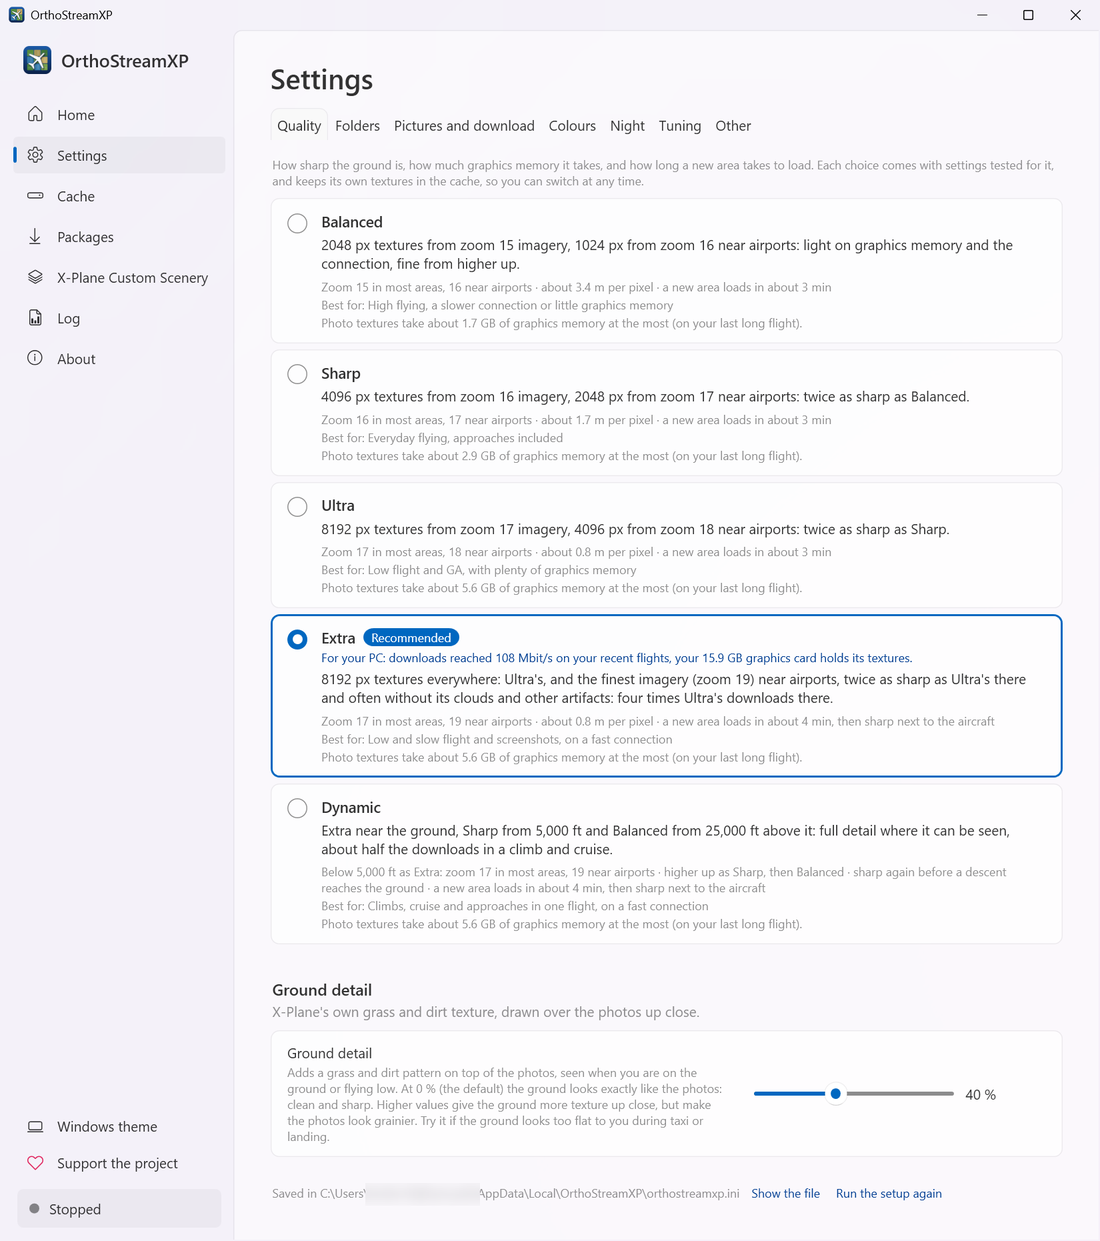 OrthoStreamXP
OrthoStreamXP
Home
Settings
Cache
Packages
X-Plane Custom Scenery
Log
About
Windows theme
Support the project
Stopped
Settings
Quality Folders Pictures and download Colours Night Tuning Other
How sharp the ground is, how much graphics memory it takes, and how long a new area takes to load. Each choice comes with settings tested for it,
and keeps its own textures in the cache, so you can switch at any time.
Balanced
2048 px textures from zoom 15 imagery, 1024 px from zoom 16 near airports: light on graphics memory and the
connection, fine from higher up.
Zoom 15 in most areas, 16 near airports · about 3.4 m per pixel · a new area loads in about 3 min
Best for: High flying, a slower connection or little graphics memory
Photo textures take about 1.7 GB of graphics memory at the most (on your last long flight).
Sharp
4096 px textures from zoom 16 imagery, 2048 px from zoom 17 near airports: twice as sharp as Balanced.
Zoom 16 in most areas, 17 near airports · about 1.7 m per pixel · a new area loads in about 3 min
Best for: Everyday flying, approaches included
Photo textures take about 2.9 GB of graphics memory at the most (on your last long flight).
Ultra
8192 px textures from zoom 17 imagery, 4096 px from zoom 18 near airports: twice as sharp as Sharp.
Zoom 17 in most areas, 18 near airports · about 0.8 m per pixel · a new area loads in about 3 min
Best for: Low flight and GA, with plenty of graphics memory
Photo textures take about 5.6 GB of graphics memory at the most (on your last long flight).
Extra Recommended
For your PC: downloads reached 108 Mbit/s on your recent flights, your 15.9 GB graphics card holds its textures.
8192 px textures everywhere: Ultra's, and the finest imagery (zoom 19) near airports, twice as sharp as Ultra's there
and often without its clouds and other artifacts: four times Ultra's downloads there.
Zoom 17 in most areas, 19 near airports · about 0.8 m per pixel · a new area loads in about 4 min, then sharp next to the aircraft
Best for: Low and slow flight and screenshots, on a fast connection
Photo textures take about 5.6 GB of graphics memory at the most (on your last long flight).
Dynamic
Extra near the ground, Sharp from 5,000 ft and Balanced from 25,000 ft above it: full detail where it can be seen,
about half the downloads in a climb and cruise.
Below 5,000 ft as Extra: zoom 17 in most areas, 19 near airports · higher up as Sharp, then Balanced · sharp again before a descent
reaches the ground · a new area loads in about 4 min, then sharp next to the aircraft
Best for: Climbs, cruise and approaches in one flight, on a fast connection
Photo textures take about 5.6 GB of graphics memory at the most (on your last long flight).
Ground detail
X-Plane's own grass and dirt texture, drawn over the photos up close.
Ground detail
Adds a grass and dirt pattern on top of the photos, seen when you are on the
ground or flying low. At 0 % (the default) the ground looks exactly like the photos:
clean and sharp. Higher values give the ground more texture up close, but make
the photos look grainier. Try it if the ground looks too flat to you during taxi or
landing.
40 %
Saved in C:\Users\ AppData\Local\OrthoStreamXP\orthostreamxp.ini Show the file Run the setup again